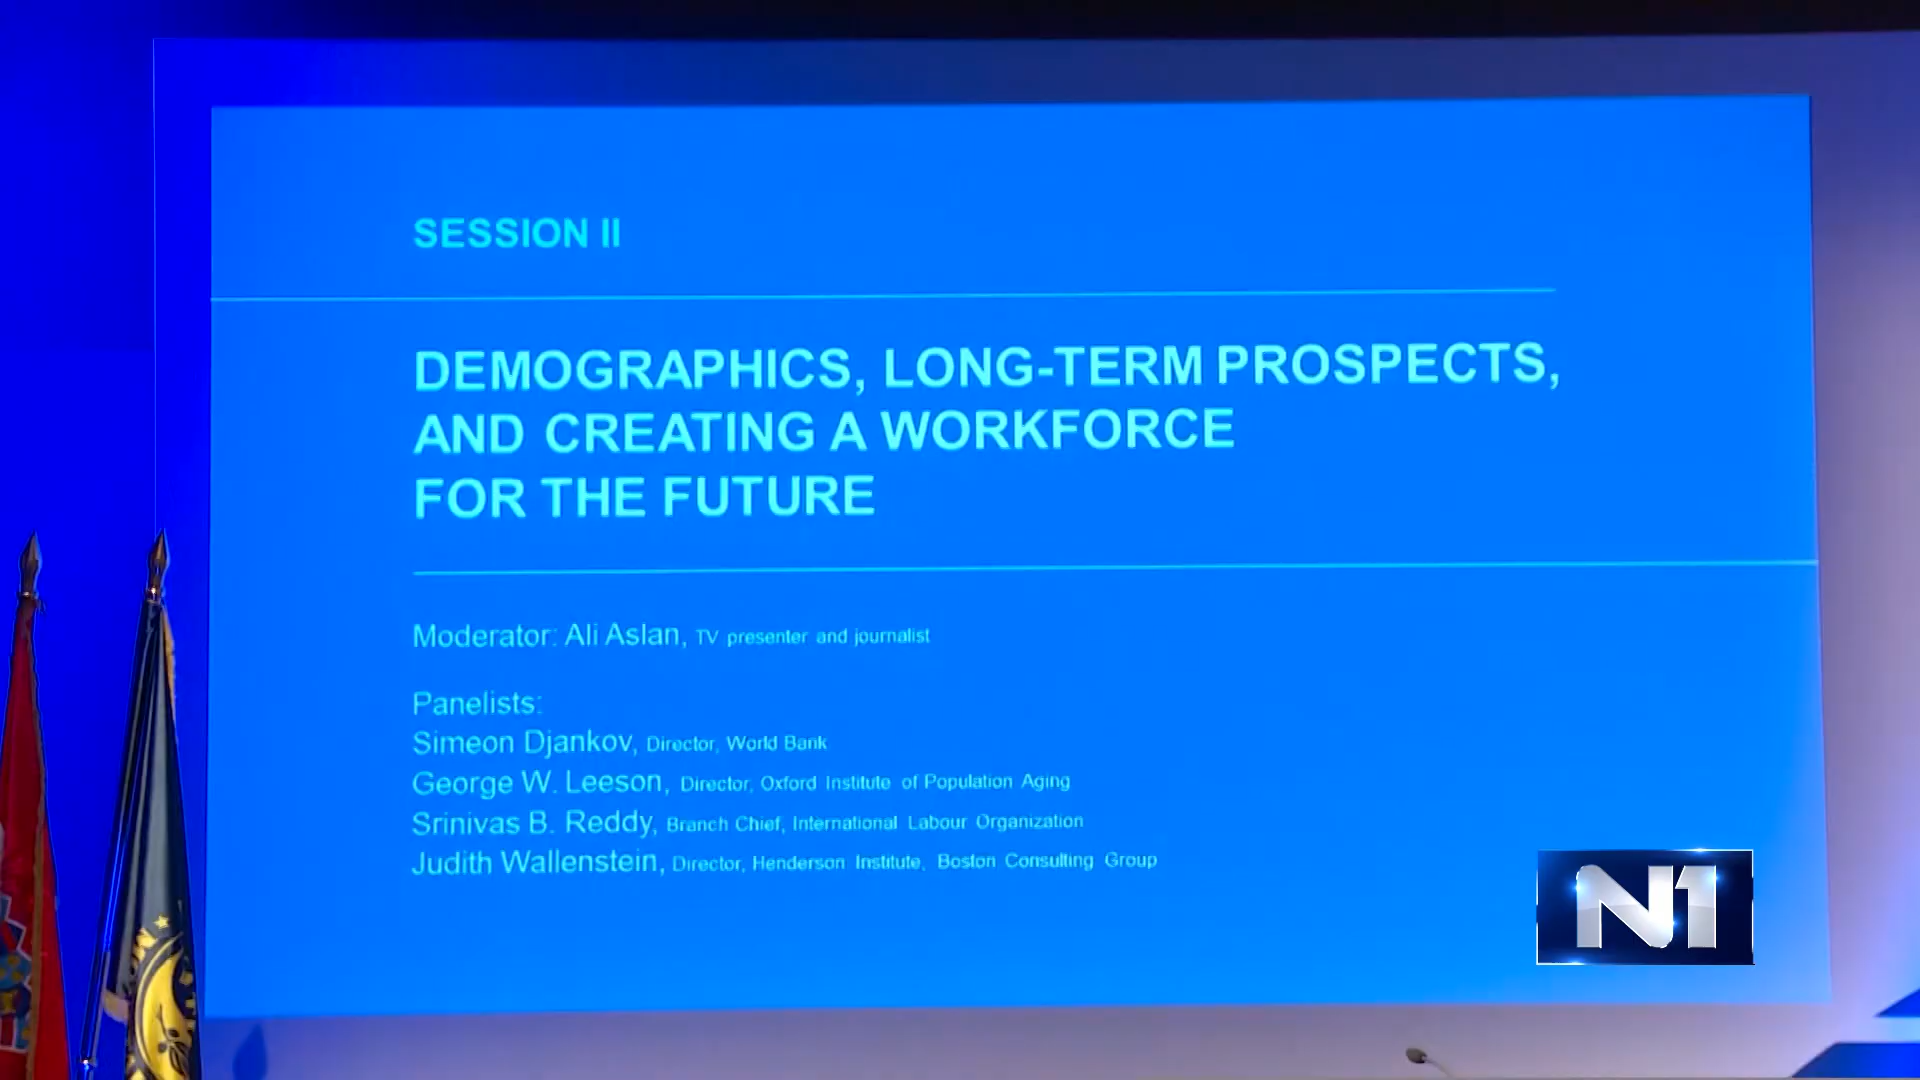 SESSION II
DEMOGRAPHICS, LONG-TERM PROSPECTS,
AND CREATING A WORKFORCE
FOR THE FUTURE
Moderator: Ali Aslan, TV presenter and journalist
Panelists:
Simeon Djankov, Director, World Bank
George W. Leeson, Director, Oxford Institute of Population Aging
Srinivas B. Reddy, Branch Chief, International Labour Organization
Judith Wallenstein, Director, Henderson Institute, Boston Consulting Group
N1